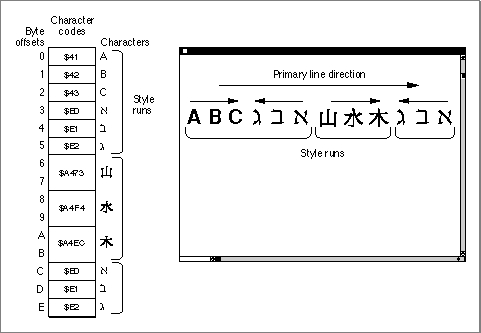 Byte offsets
Character codes
Characters
0 $41 A
1 $42 B
2 $43 C
3 $E0 א
4 $E1 ב
5 $E2 ג
6
7 $A473 山
8
9 $A4F4 水
A
B $A4EC 木
C $E0 א
D $E1 ב
E $E2 ג
Style runs
Primary line direction
A B C א ב ג 山 水 木 א ב ג
Style runs